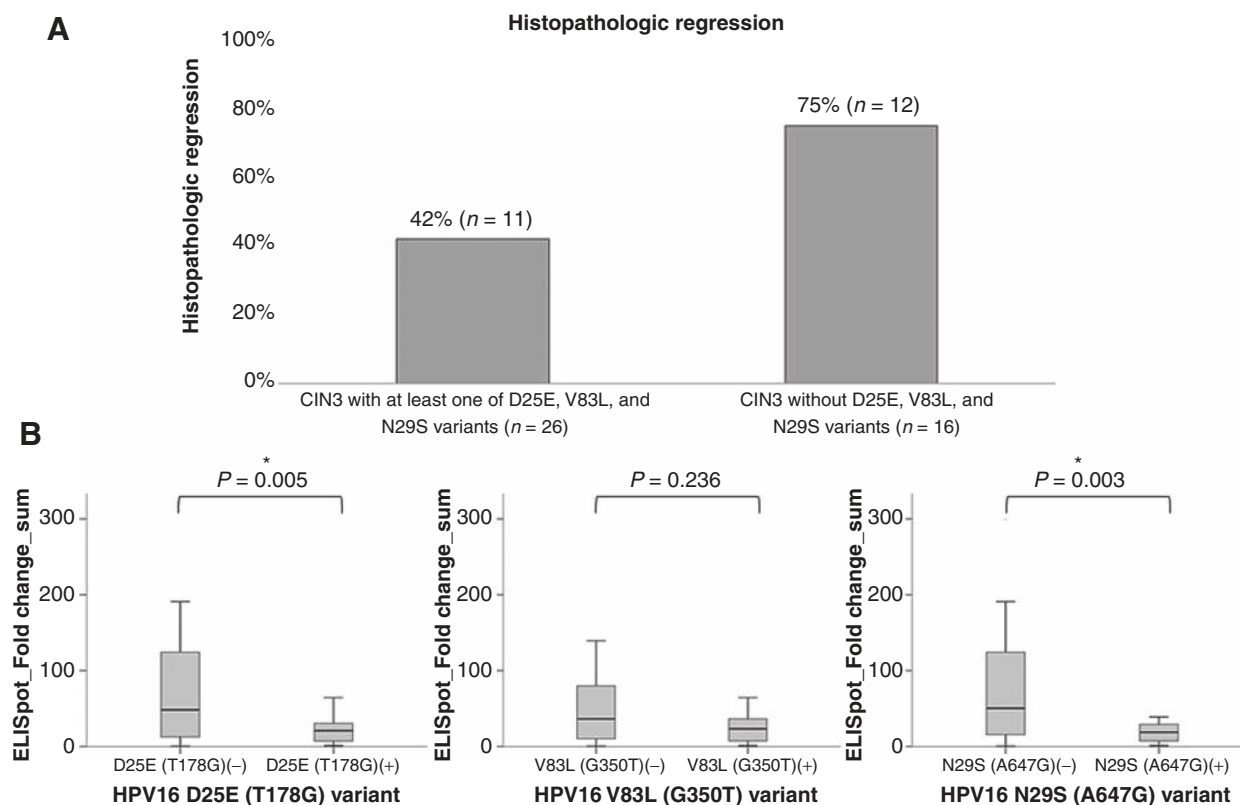 A
Histopathologic regression
Histopathologic regression
100%
80%
60%
40%
20%
0%
42% (n = 11)
75% (n = 12)
CIN3 with at least one of D25E, V83L, and
N29S variants (n = 26)
CIN3 without D25E, V83L, and
N29S variants (n = 16)
B
*
P = 0.005
ELISpot_Fold change_sum
300
200
100
0
D25E (T178G)(−)
D25E (T178G)(+)
HPV16 D25E (T178G) variant
P = 0.236
ELISpot_Fold change_sum
300
200
100
0
V83L (G350T)(−)
V83L (G350T)(+)
HPV16 V83L (G350T) variant
*
P = 0.003
ELISpot_Fold change_sum
300
200
100
0
N29S (A647G)(−)
N29S (A647G)(+)
HPV16 N29S (A647G) variant